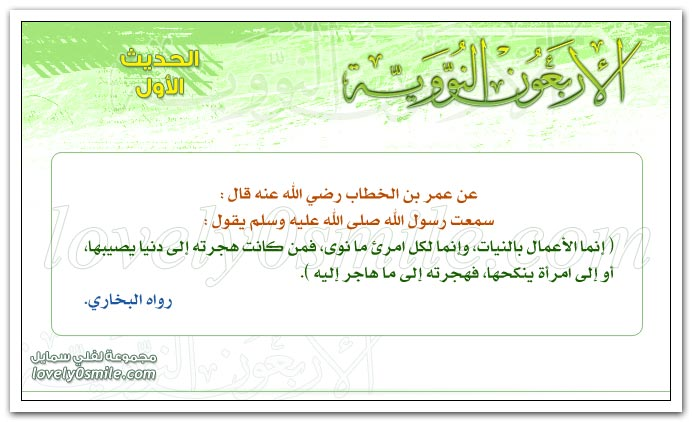 الأربعون النووية
الحديث
الأول
عن عمر بن الخطاب رضي الله عنه قال :
سمعت رسول الله صلى الله عليه وسلم يقول :
( إنما الأعمال بالنيات، وإنما لكل امرئ ما نوى، فمن كانت هجرته إلى دنيا يصيبها،
أو إلى امرأة ينكحها، فهجرته إلى ما هاجر إليه ).
رواه البخاري.
lovely0smile.com
مجموعة لفلي سمايل
lovely0smile.com